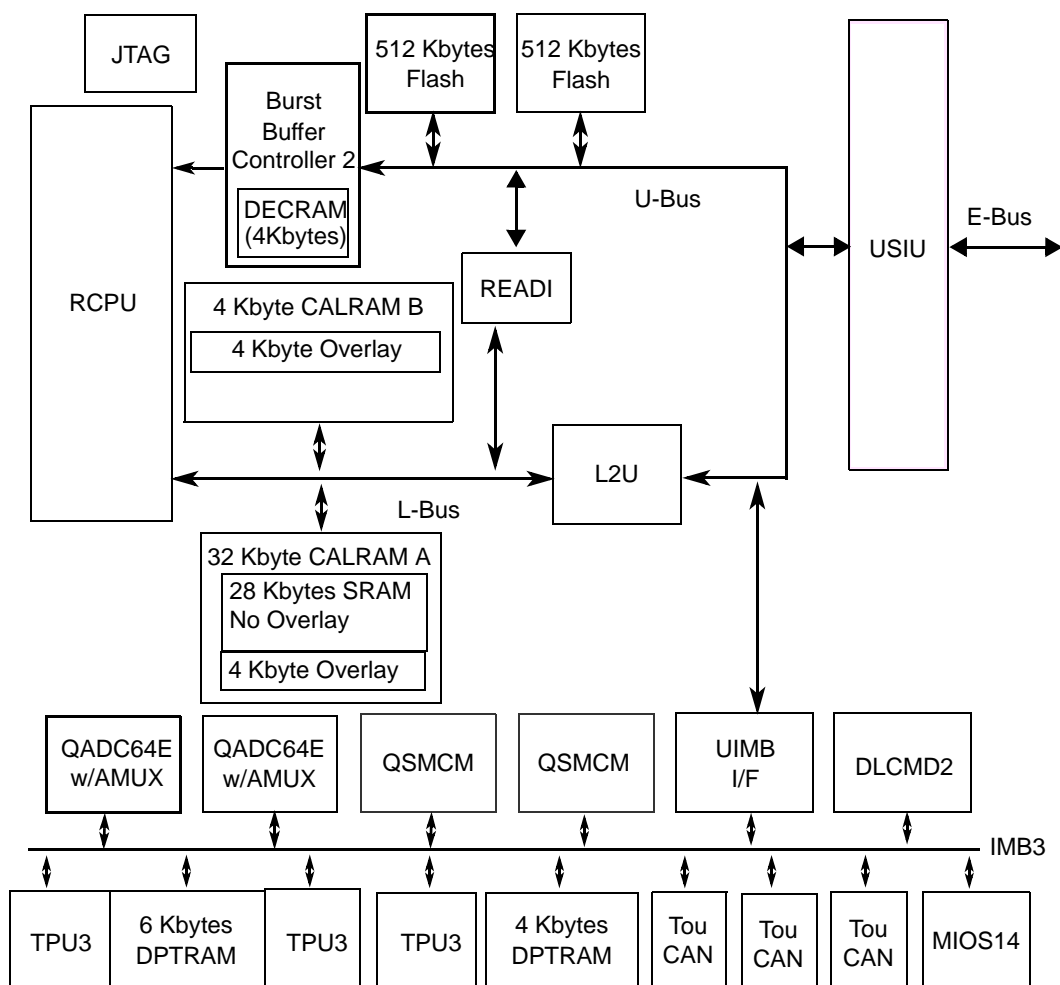 JTAG
512 Kbytes
Flash
512 Kbytes
Flash
Burst
Buffer
Controller 2
DECRAM
(4Kbytes)
U-Bus
E-Bus
USIU
RCPU
READI
4 Kbyte CALRAM B
4 Kbyte Overlay
L2U
L-Bus
32 Kbyte CALRAM A
28 Kbytes SRAM
No Overlay
4 Kbyte Overlay
QADC64E
w/AMUX
QADC64E
w/AMUX
QSMCM
QSMCM
UIMB
I/F
DLCMD2
IMB3
TPU3
6 Kbytes
DPTRAM
TPU3
TPU3
4 Kbytes
DPTRAM
Tou
CAN
Tou
CAN
Tou
CAN
MIOS14